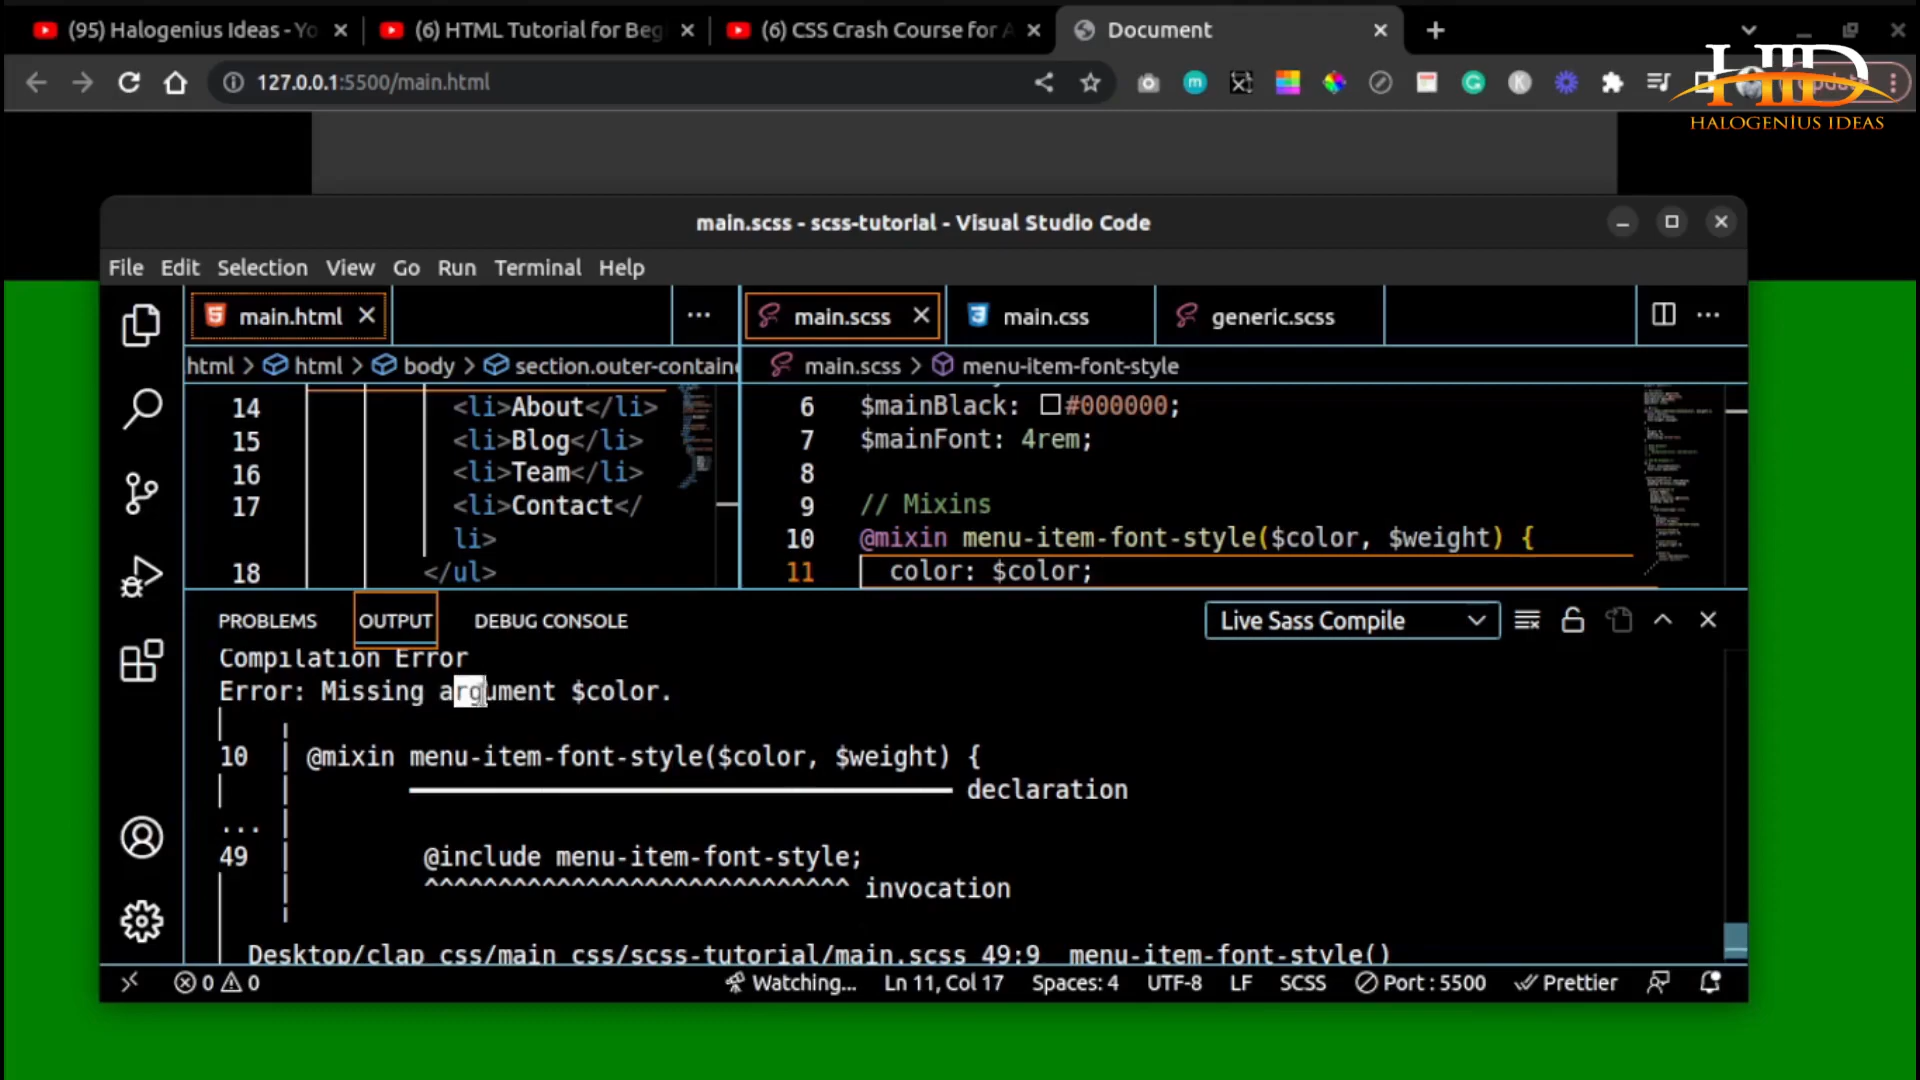 (95) Halogenius Ideas - Yo
(6) HTML Tutorial for Beg
(6) CSS Crash Course for A
Document
127.0.0.1:5500/main.html
HID
HALOGENIUS IDEAS
main.scss - scss-tutorial - Visual Studio Code
File Edit Selection View Go Run Terminal Help
main.html
main.scss
main.css
generic.scss
html > html > body > section.outer-containe
main.scss > menu-item-font-style
14 <li>About</li>
15 <li>Blog</li>
16 <li>Team</li>
17 <li>Contact</
li>
18 </ul>
6 $mainBlack: #000000;
7 $mainFont: 4rem;
8
9 // Mixins
10 @mixin menu-item-font-style($color, $weight) {
11 color: $color;
PROBLEMS OUTPUT DEBUG CONSOLE
Live Sass Compile
Compilation Error
Error: Missing argument $color.
10 | @mixin menu-item-font-style($color, $weight) {
declaration
...
49 | @include menu-item-font-style;
^^^^^^^^^^^^^^^^^^^^^^^^^^^^^ invocation
Desktop/clap css/main css/scss-tutorial/main.scss 49:9 menu-item-font-style()
0 0
Watching... Ln 11, Col 17 Spaces: 4 UTF-8 LF SCSS Port : 5500 Prettier